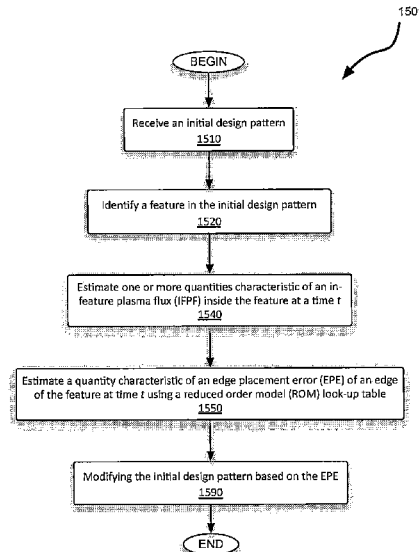 150
BEGIN
Receive an initial design pattern
1510
Identify a feature in the initial design pattern
1520
Estimate one or more quantities characteristic of an in-
feature plasma flux (IFPF) inside the feature at a time t
1540
Estimate a quantity characteristic of an edge placement error (EPE) of an edge
of the feature at time t using a reduced order model (ROM) look-up table
1550
Modifying the initial design pattern based on the EPE
1590
END